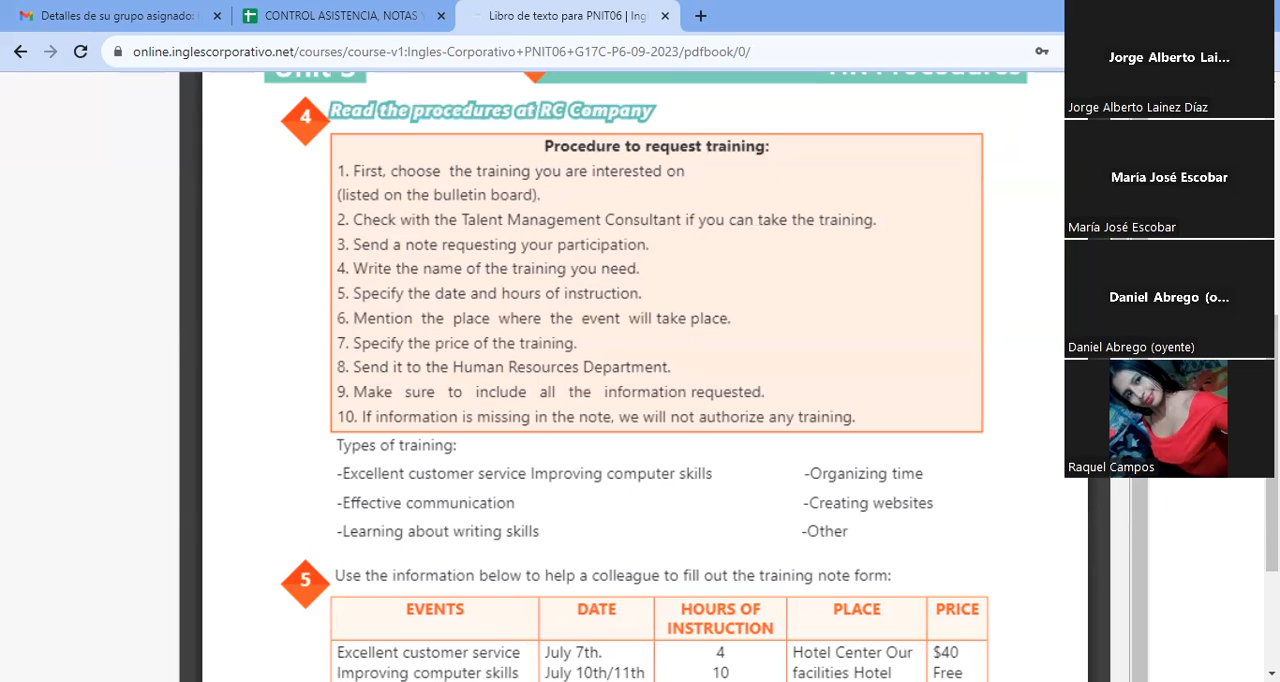 Detalles de su grupo asignado:
CONTROL ASISTENCIA, NOTAS Y
Libro de texto para PNIT06 | Ing
online.inglescorporativo.net/courses/course-v1:Ingles-Corporativo+PNIT06+G17C-P6-09-2023/pdfbook/0/
Jorge Alberto Lai...
Jorge Alberto Lainez Díaz
María José Escobar
María José Escobar
Daniel Abrego (o...
Daniel Abrego (oyente)
Raquel Campos
4 Read the procedures at RC Company
Procedure to request training:
1. First, choose the training you are interested on
(listed on the bulletin board).
2. Check with the Talent Management Consultant if you can take the training.
3. Send a note requesting your participation.
4. Write the name of the training you need.
5. Specify the date and hours of instruction.
6. Mention the place where the event will take place.
7. Specify the price of the training.
8. Send it to the Human Resources Department.
9. Make sure to include all the information requested.
10. If information is missing in the note, we will not authorize any training.
Types of training:
-Excellent customer service Improving computer skills -Organizing time
-Effective communication -Creating websites
-Learning about writing skills -Other
5 Use the information below to help a colleague to fill out the training note form:
EVENTS DATE HOURS OF INSTRUCTION PLACE PRICE
Excellent customer service July 7th. 4 Hotel Center Our $40
Improving computer skills July 10th/11th 10 facilities Hotel Free